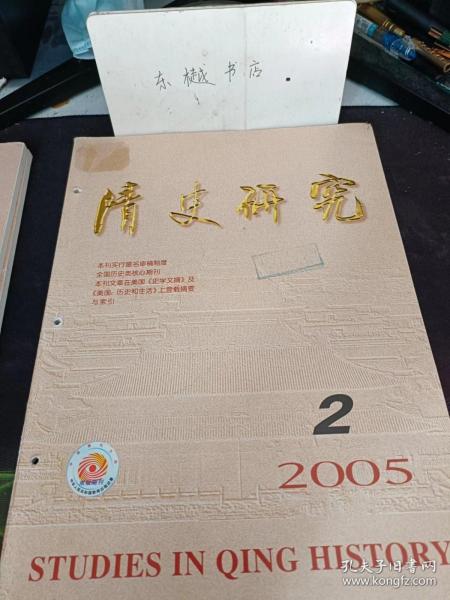 东樾书店
清史研究
本刊实行匿名审稿制度
全国历史类核心期刊
本刊文章在美国《史学文摘》及
《美国:历史和生活》上登载摘要
与索引
2
2005
STUDIES IN QING HISTORY
孔夫子旧书网
www.kongfz.com